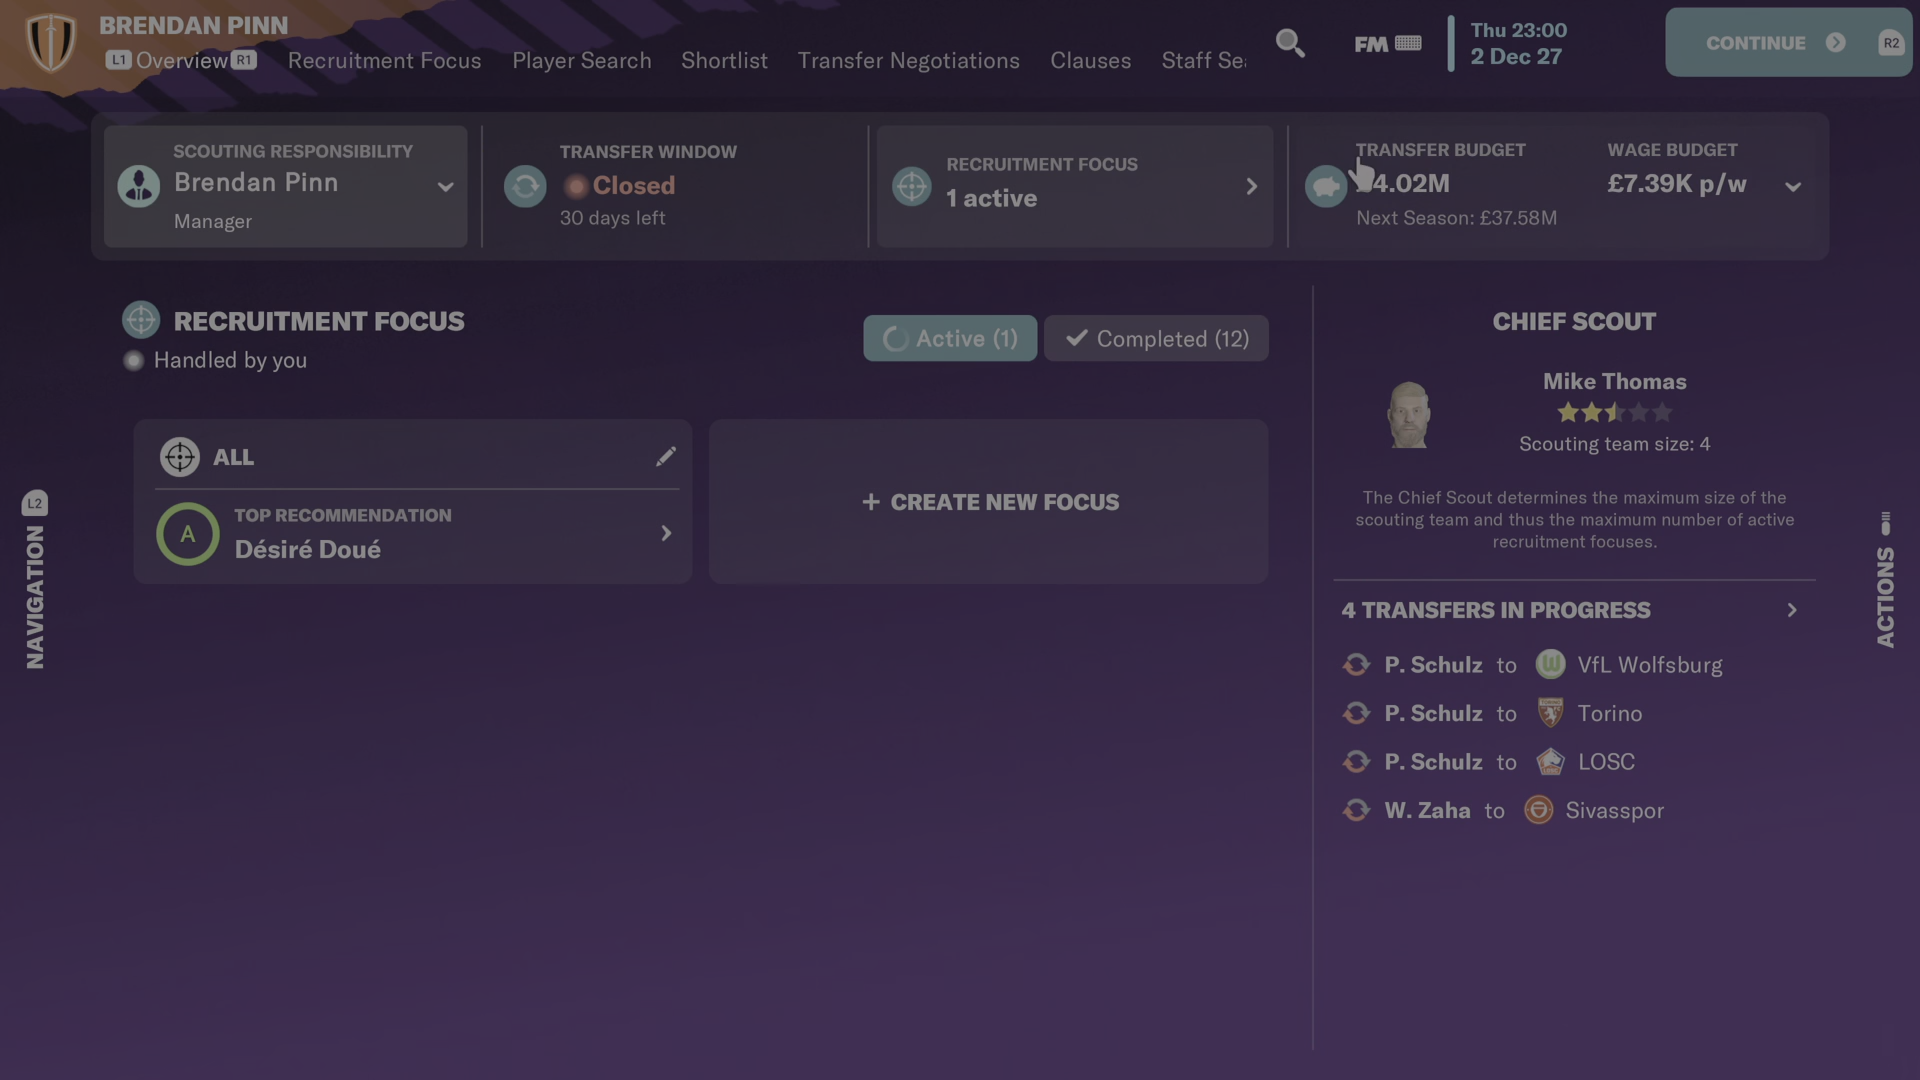 BRENDAN PINN
L1 Overview R1 Recruitment Focus Player Search Shortlist Transfer Negotiations Clauses Staff Se
FM
Thu 23:00
2 Dec 27
CONTINUE R2
SCOUTING RESPONSIBILITY
Brendan Pinn
Manager
TRANSFER WINDOW
Closed
30 days left
RECRUITMENT FOCUS
1 active
TRANSFER BUDGET
4.02M
Next Season: £37.58M
WAGE BUDGET
£7.39K p/w
RECRUITMENT FOCUS
Handled by you
Active (1)
Completed (12)
ALL
A
TOP RECOMMENDATION
Désiré Doué
+ CREATE NEW FOCUS
CHIEF SCOUT
Mike Thomas
Scouting team size: 4
The Chief Scout determines the maximum size of the
scouting team and thus the maximum number of active
recruitment focuses.
4 TRANSFERS IN PROGRESS
P. Schulz to VfL Wolfsburg
P. Schulz to Torino
P. Schulz to LOSC
W. Zaha to Sivasspor
L2
NAVIGATION
ACTIONS